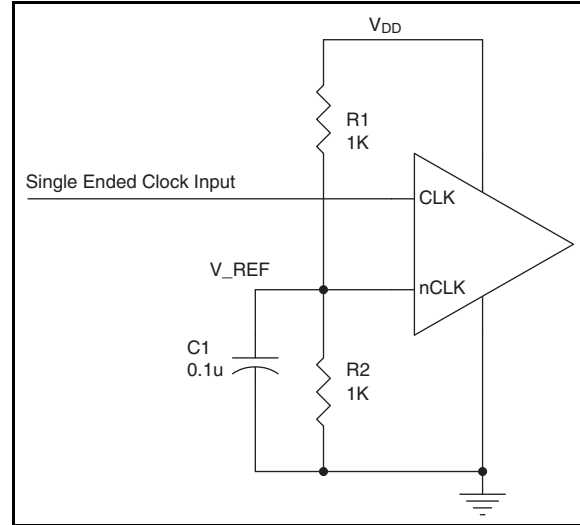 VDD
R1
1K
Single Ended Clock Input
CLK
V_REF
nCLK
C1
0.1u
R2
1K